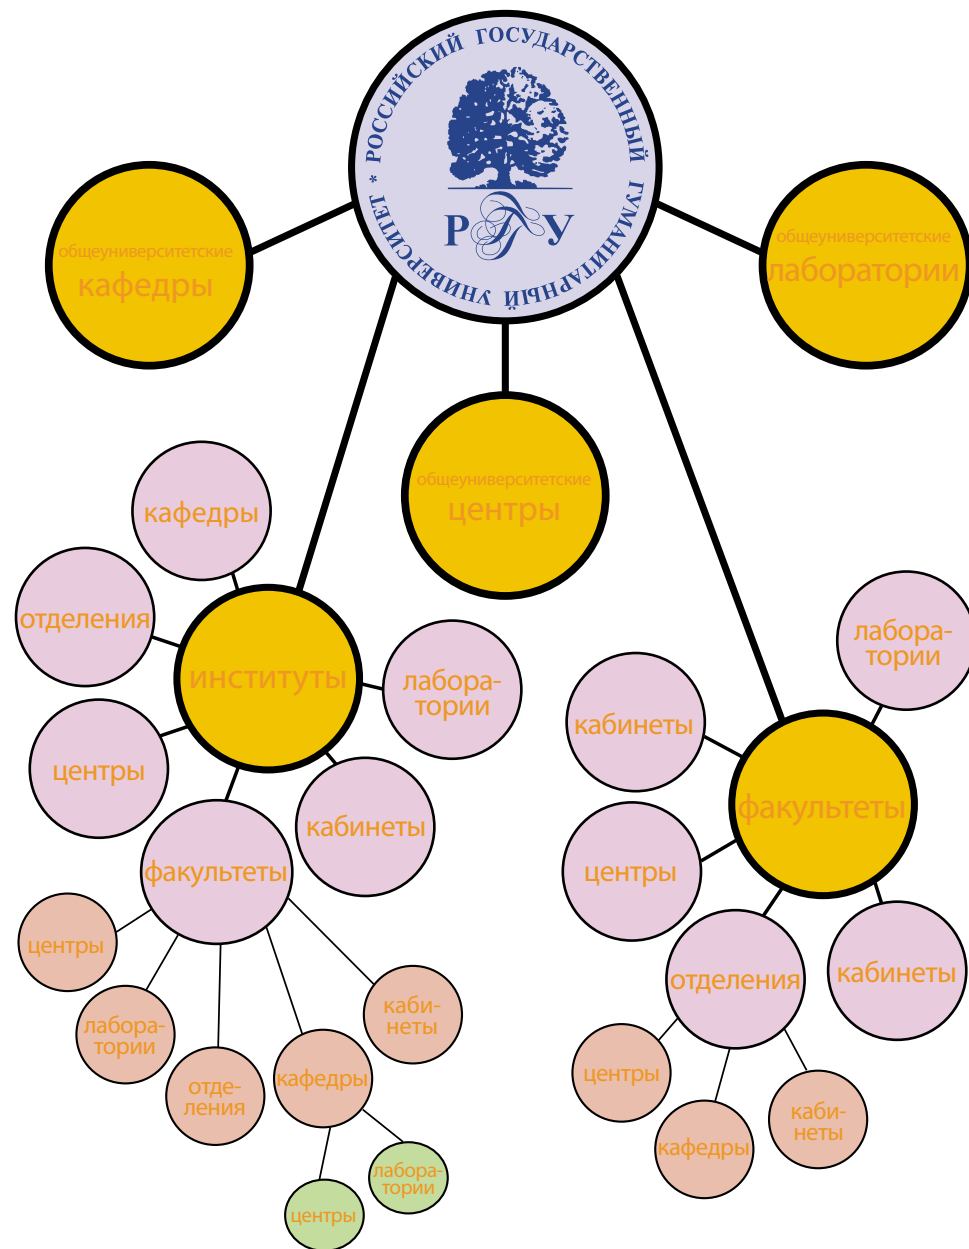 * РОССИЙСКИЙ ГОСУДАРСТВЕННЫЙ ГУМАНИТАРНЫЙ УНИВЕРСИТЕТ
РГГУ
общеуниверситетские
кафедры
общеуниверситетские
лаборатории
общеуниверситетские
центры
кафедры
отделения
институты
лабора-
тории
центры
кабинеты
факультеты
центры
лабора-
тории
отде-
ления
кафедры
каби-
неты
центры
лабора-
тории
лабора-
тории
кабинеты
факультеты
центры
отделения
кабинеты
центры
кафедры
каби-
неты